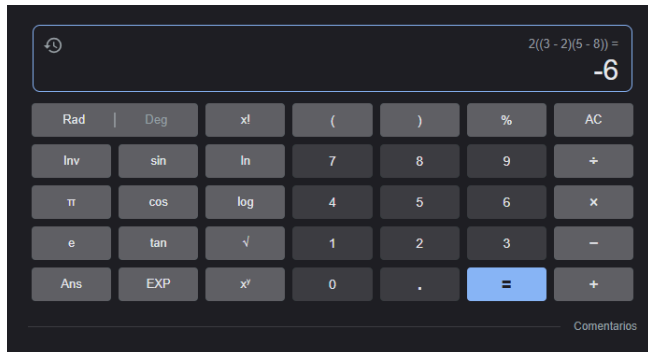 2((3 - 2)(5 - 8)) =
-6
Rad | Deg x! ( ) % AC
Inv sin ln 7 8 9 ÷
π cos log 4 5 6 ×
e tan √ 1 2 3 −
Ans EXP xʸ 0 . = +
Comentarios